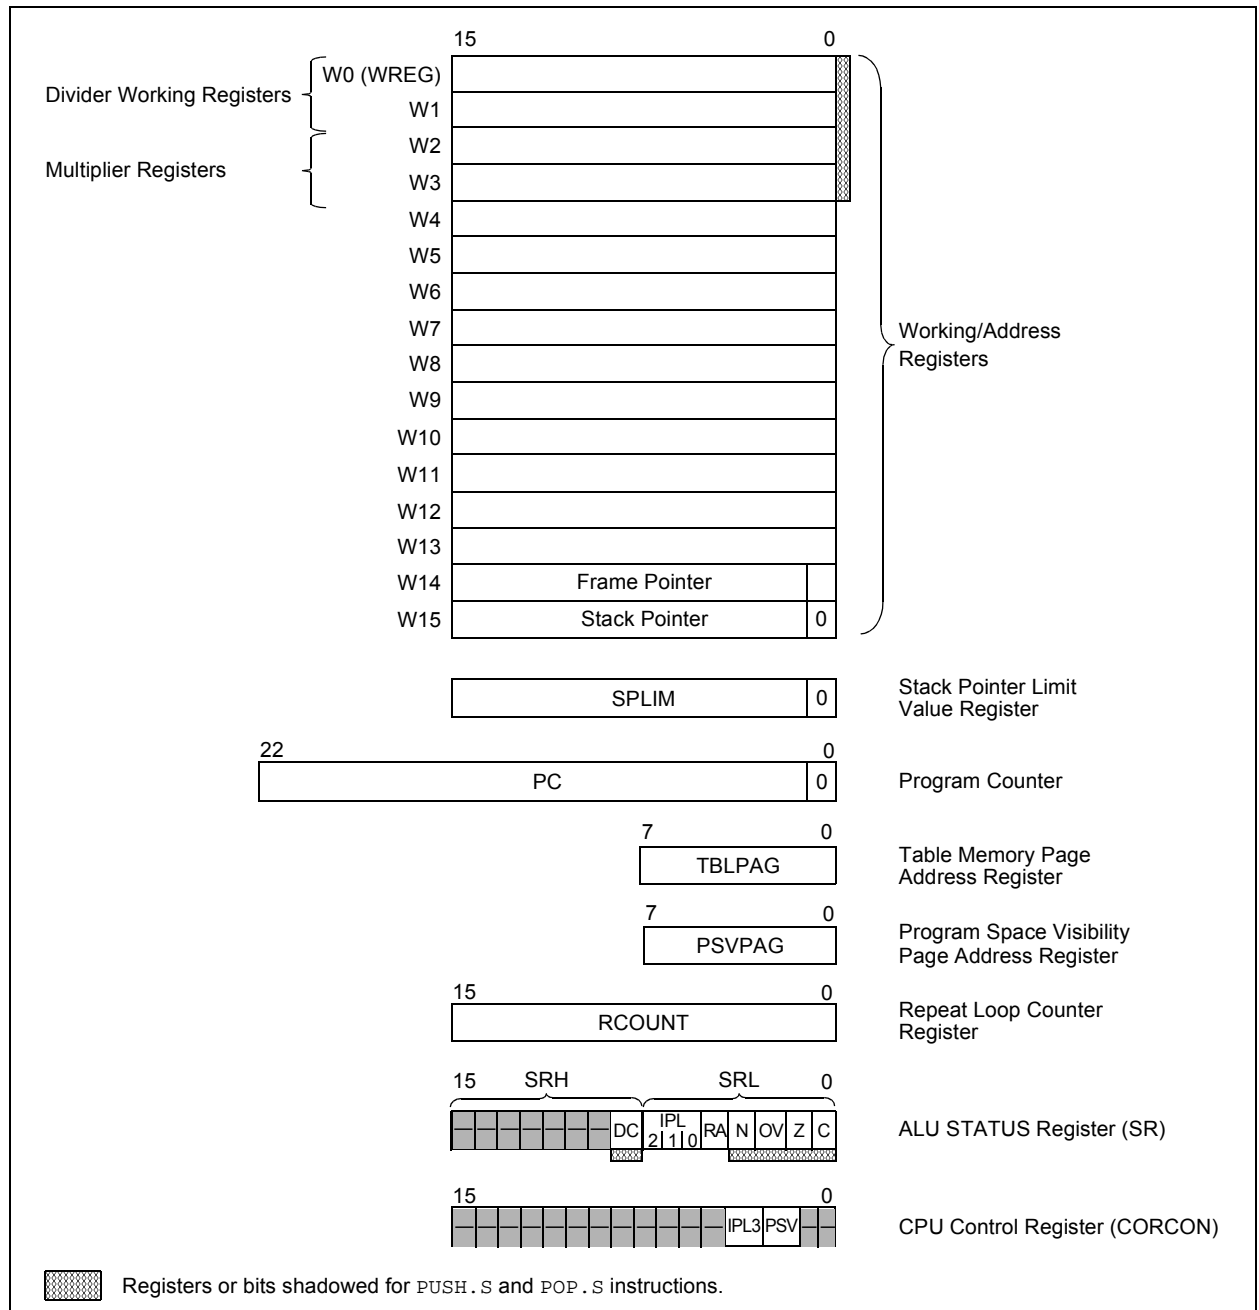 15 0
W0 (WREG)
Divider Working Registers
W1
W2
Multiplier Registers
W3
W4
W5
W6
W7
Working/Address
Registers
W8
W9
W10
W11
W12
W13
W14 Frame Pointer
W15 Stack Pointer 0
SPLIM 0
Stack Pointer Limit
Value Register
22 0
PC 0 Program Counter
7 0
TBLPAG
Table Memory Page
Address Register
7 0
PSVPAG
Program Space Visibility
Page Address Register
15 0
RCOUNT
Repeat Loop Counter
Register
15 SRH SRL 0
— — — — — — — DC IPL 2 1 0 RA N OV Z C ALU STATUS Register (SR)
15 0
— — — — — — — — — — — — IPL3 PSV — — CPU Control Register (CORCON)
Registers or bits shadowed for PUSH.S and POP.S instructions.